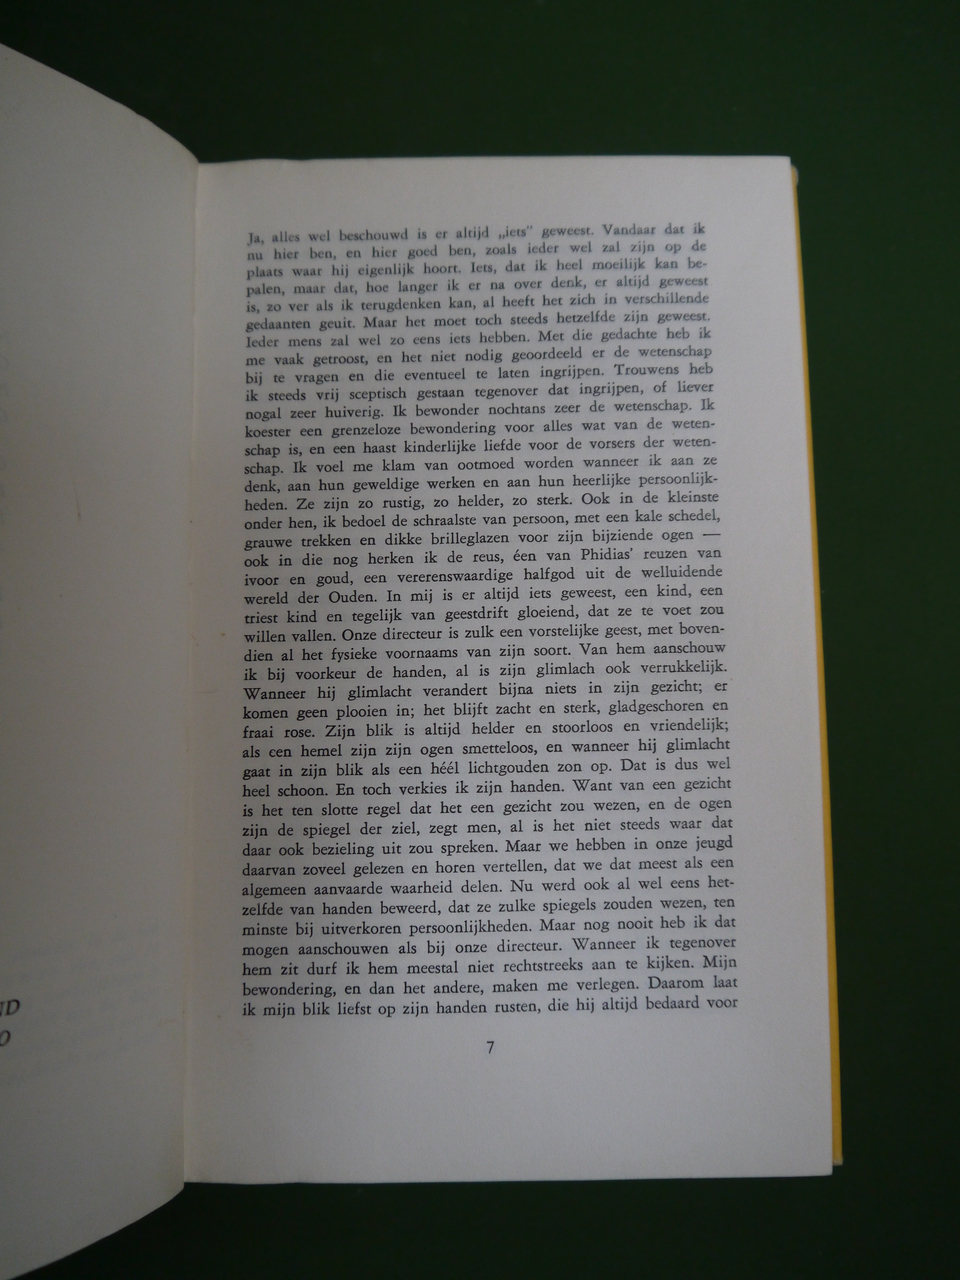 ND
O
Ja, alles wel beschouwd is er altijd „iets" geweest. Vandaar dat ik
nu hier ben, en hier goed ben, zoals ieder wel zal zijn op de
plaats waar hij eigenlijk hoort. Iets, dat ik heel moeilijk kan be-
palen, maar dat, hoe langer ik er na over denk, er altijd geweest
is, zo ver als ik terugdenken kan, al heeft het zich in verschillende
gedaanten geuit. Maar het moet toch steeds hetzelfde zijn geweest.
Ieder mens zal wel zo eens iets hebben. Met die gedachte heb ik
me vaak getroost, en het niet nodig geoordeeld er de wetenschap
bij te vragen en die eventueel te laten ingrijpen. Trouwens heb
ik steeds vrij sceptisch gestaan tegenover dat ingrijpen, of liever
nogal zeer huiverig. Ik bewonder nochtans zeer de wetenschap. Ik
koester een grenzeloze bewondering voor alles wat van de weten-
schap is, en een haast kinderlijke liefde voor de vorsers der weten-
schap. Ik voel me klam van ootmoed worden wanneer ik aan ze
denk, aan hun geweldige werken en aan hun heerlijke persoonlijk-
heden. Ze zijn zo rustig, zo helder, zo sterk. Ook in de kleinste
onder hen, ik bedoel de schraalste van persoon, met een kale schedel,
grauwe trekken en dikke brilleglazen voor zijn bijziende ogen —
ook in die nog herken ik de reus, éen van Phidias' reuzen van
ivoor en goud, een vererenswaardige halfgod uit de welluidende
wereld der Ouden. In mij is er altijd iets geweest, een kind, een
triest kind en tegelijk van geestdrift gloeiend, dat ze te voet zou
willen vallen. Onze directeur is zulk een vorstelijke geest, met boven-
dien al het fysieke voornaams van zijn soort. Van hem aanschouw
ik bij voorkeur de handen, al is zijn glimlach ook verrukkelijk.
Wanneer hij glimlacht verandert bijna niets in zijn gezicht; er
komen geen plooien in; het blijft zacht en sterk, gladgeschoren en
fraai rose. Zijn blik is altijd helder en stoorloos en vriendelijk;
als een hemel zijn zijn ogen smetteloos, en wanneer hij glimlacht
gaat in zijn blik als een héél lichtgouden zon op. Dat is dus wel
heel schoon. En toch verkies ik zijn handen. Want van een gezicht
is het ten slotte regel dat het een gezicht zou wezen, en de ogen
zijn de spiegel der ziel, zegt men, al is het niet steeds waar dat
daar ook bezieling uit zou spreken. Maar we hebben in onze jeugd
daarvan zoveel gelezen en horen vertellen, dat we dat meest als een
algemeen aanvaarde waarheid delen. Nu werd ook al wel eens het-
zelfde van handen beweerd, dat ze zulke spiegels zouden wezen, ten
minste bij uitverkoren persoonlijkheden. Maar nog nooit heb ik dat
mogen aanschouwen als bij onze directeur. Wanneer ik tegenover
hem zit durf ik hem meestal niet rechtstreeks aan te kijken. Mijn
bewondering, en dan het andere, maken me verlegen. Daarom laat
ik mijn blik liefst op zijn handen rusten, die hij altijd bedaard voor
7